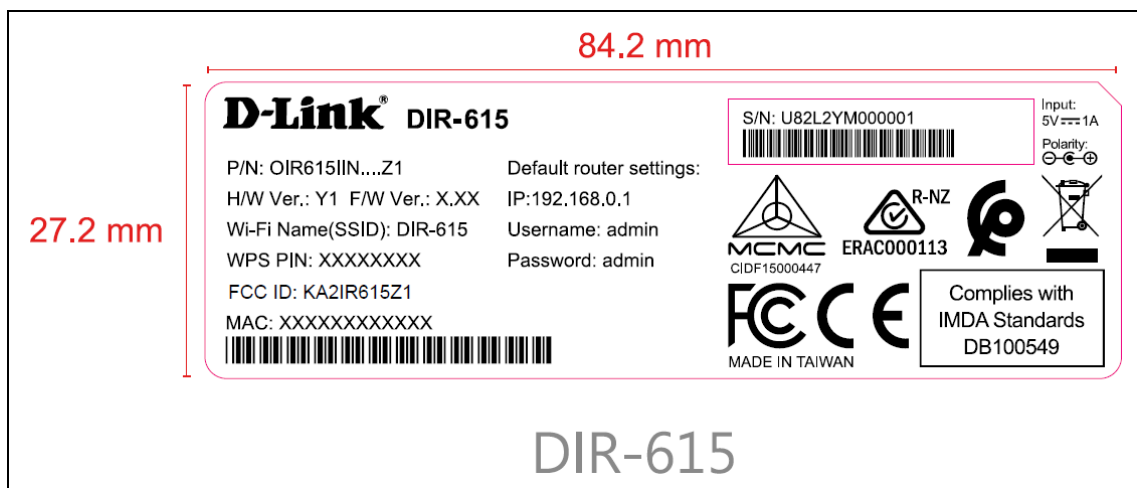 84.2 mm
27.2 mm
D-Link® DIR-615
P/N: OIR615IIN....Z1
H/W Ver.: Y1 F/W Ver.: X.XX
Wi-Fi Name(SSID): DIR-615
WPS PIN: XXXXXXXX
FCC ID: KA2IR615Z1
MAC: XXXXXXXXXXXX
Default router settings:
IP:192.168.0.1
Username: admin
Password: admin
S/N: U82L2YM000001
Input:
5V⎓1A
Polarity:
MCMC
CIDF15000447
R-NZ
ERAC000113
FC CE
MADE IN TAIWAN
Complies with
IMDA Standards
DB100549
DIR-615